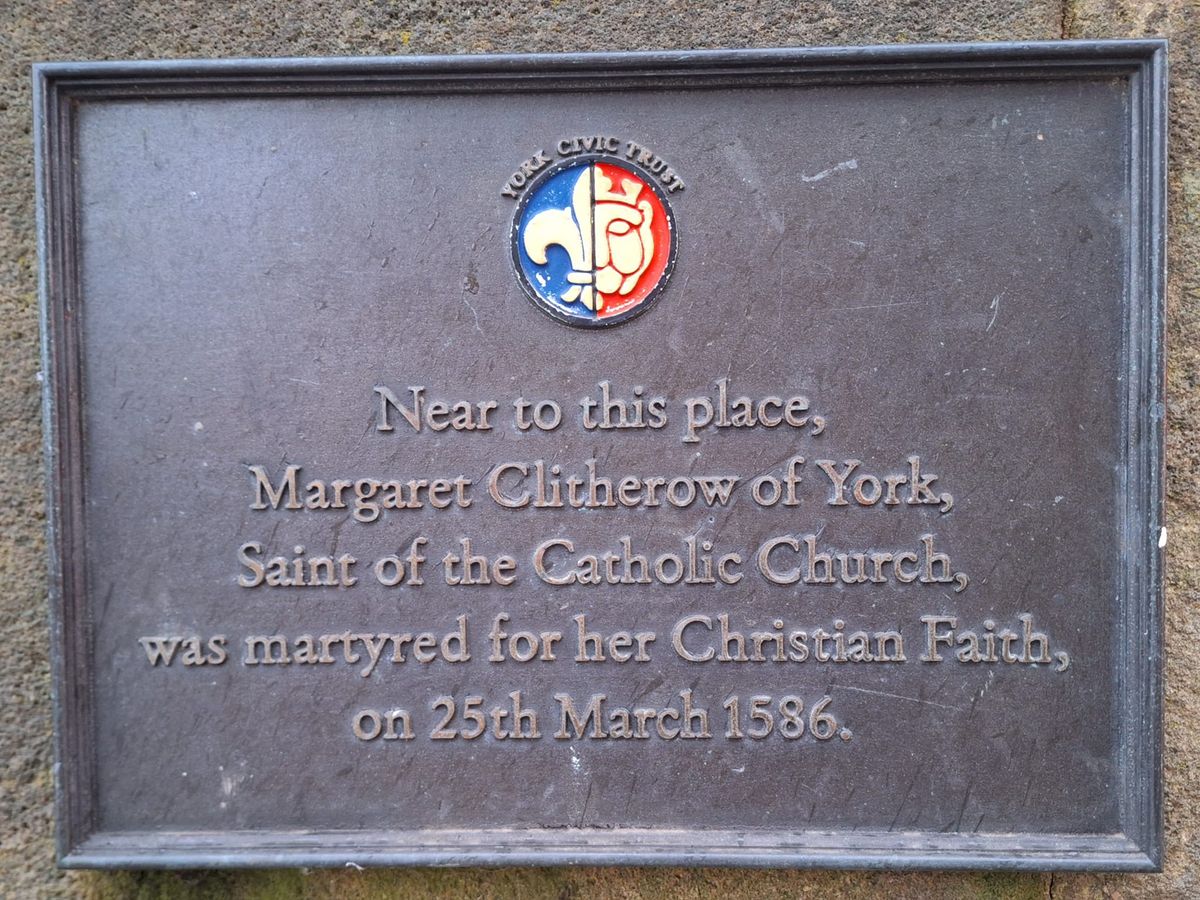 YORK CIVIC TRUST
Near to this place,
Margaret Clitherow of York,
Saint of the Catholic Church,
was martyred for her Christian Faith,
on 25th March 1586.